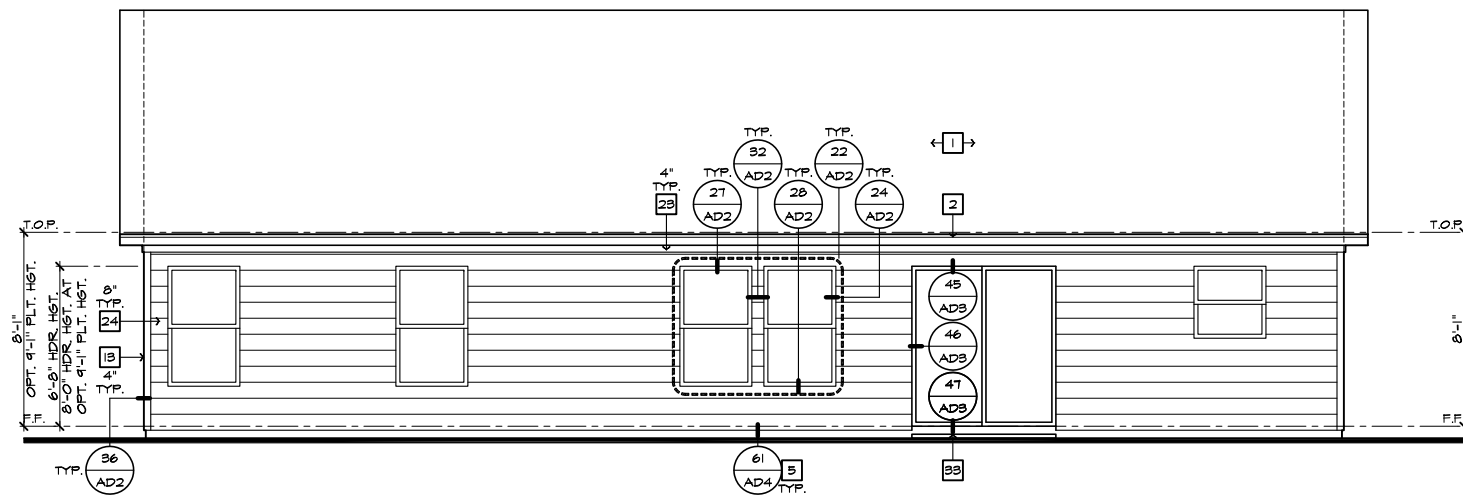 TYP.
32
AD2
TYP.
22
AD2
1
4"
TYP.
23
TYP.
27
AD2
28
AD2
TYP.
24
AD2
2
T.O.P.
T.O.P.
8'-1"
OPT. 9'-1" PLT. HGT.
6'-8" HDR. HGT.
8'-0" HDR. HGT. AT
OPT. 9'-1" PLT. HGT.
8"
TYP.
24
13
4"
TYP.
45
AD3
46
AD3
47
AD3
8'-1"
F.F.
F.F.
TYP.
36
AD2
61
AD4
5
TYP.
33